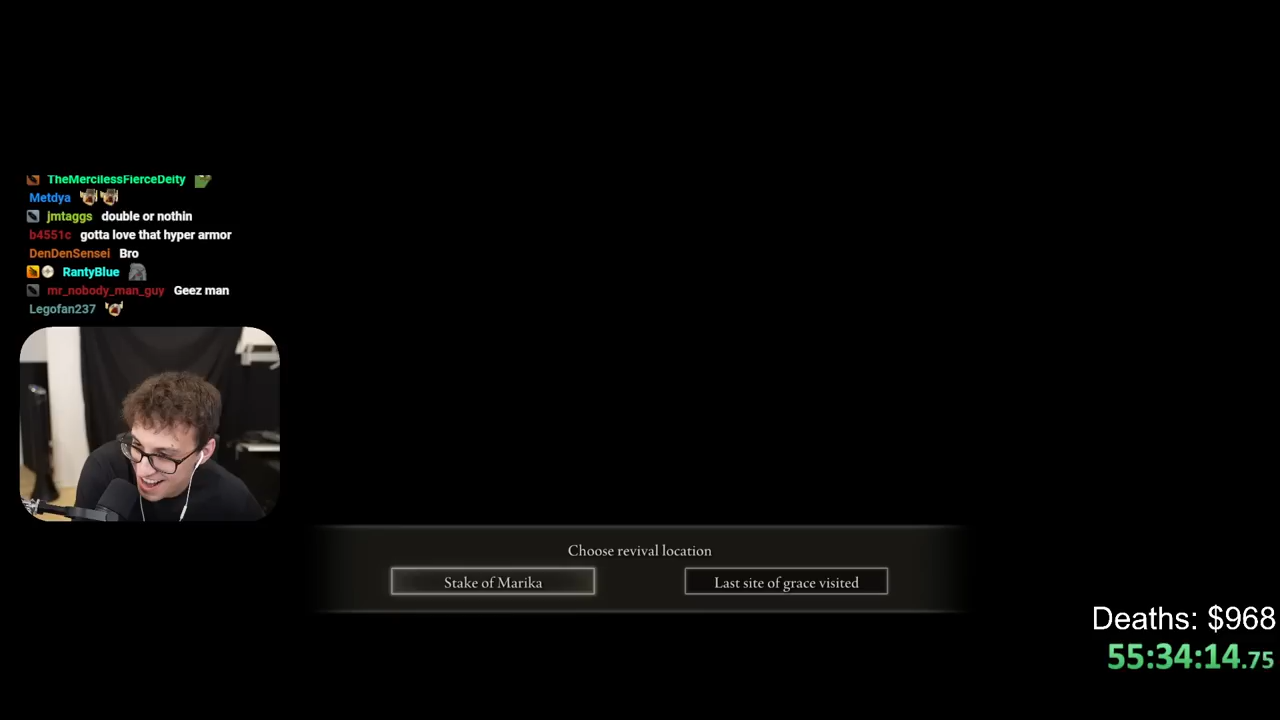 TheMercilessFierceDeity
Metdya
jmtaggs double or nothin
b4551c gotta love that hyper armor
DenDenSensei Bro
RantyBlue
mr_nobody_man_guy Geez man
Legofan237
Choose revival location
Stake of Marika
Last site of grace visited
Deaths: $968
55:34:14.75